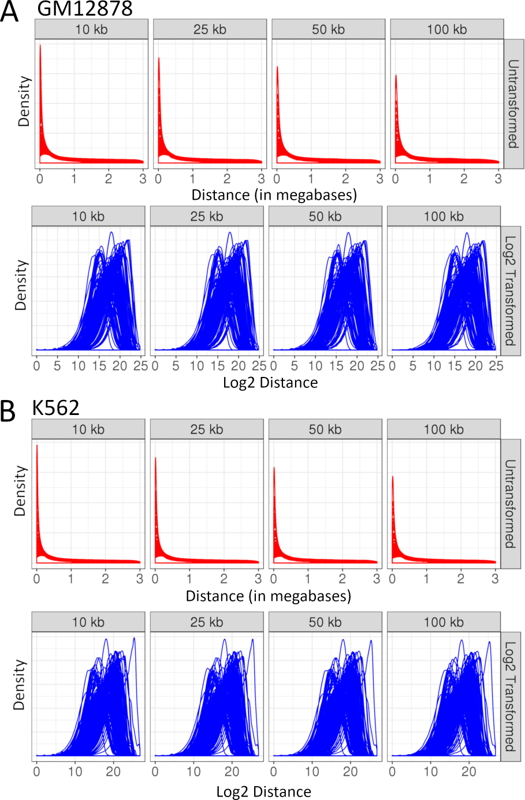 A GM12878
10 kb 25 kb 50 kb 100 kb
Density
Untransformed
0 1 2 3 0 1 2 3 0 1 2 3 0 1 2 3
Distance (in megabases)
10 kb 25 kb 50 kb 100 kb
Density
Log2 Transformed
0 5 10 15 20 25 0 5 10 15 20 25 0 5 10 15 20 25 0 5 10 15 20 25
Log2 Distance
B K562
10 kb 25 kb 50 kb 100 kb
Density
Untransformed
0 1 2 3 0 1 2 3 0 1 2 3 0 1 2 3
Distance (in megabases)
10 kb 25 kb 50 kb 100 kb
Density
Log2 Transformed
0 10 20 0 10 20 0 10 20 0 10 20
Log2 Distance